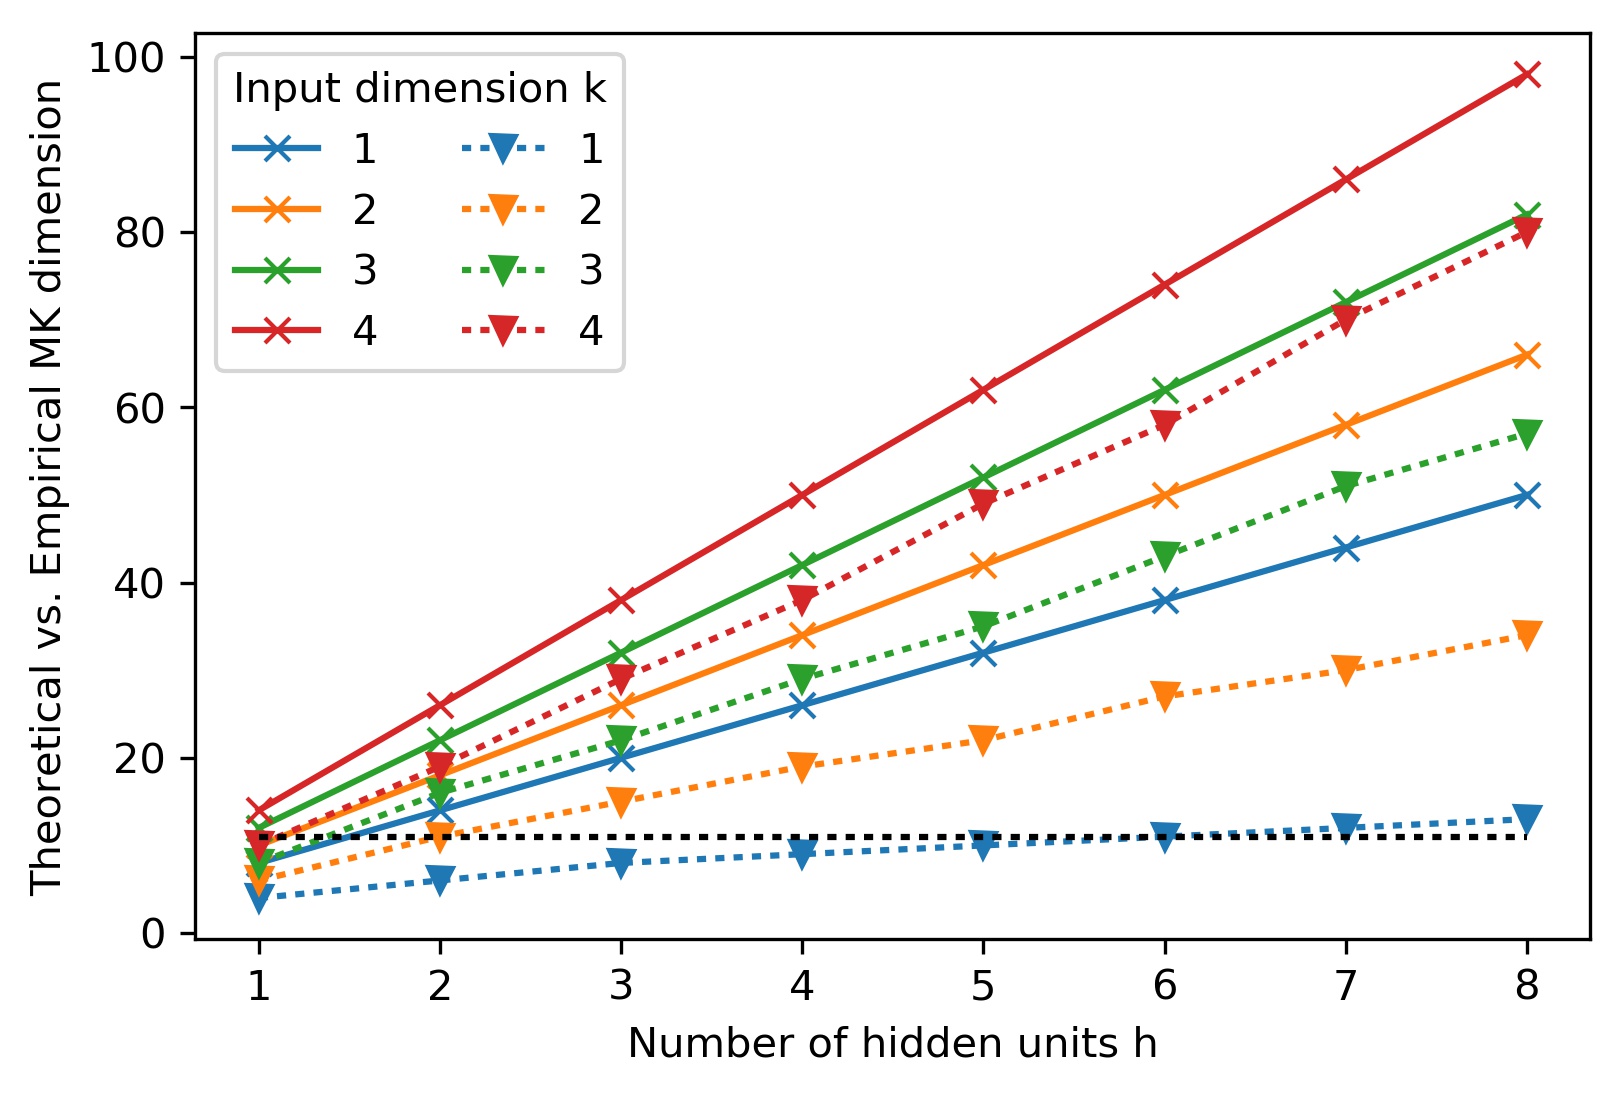 Theoretical vs. Empirical MK dimension
100
80
60
40
20
0
Input dimension k
1 1
2 2
3 3
4 4
1 2 3 4 5 6 7 8
Number of hidden units h